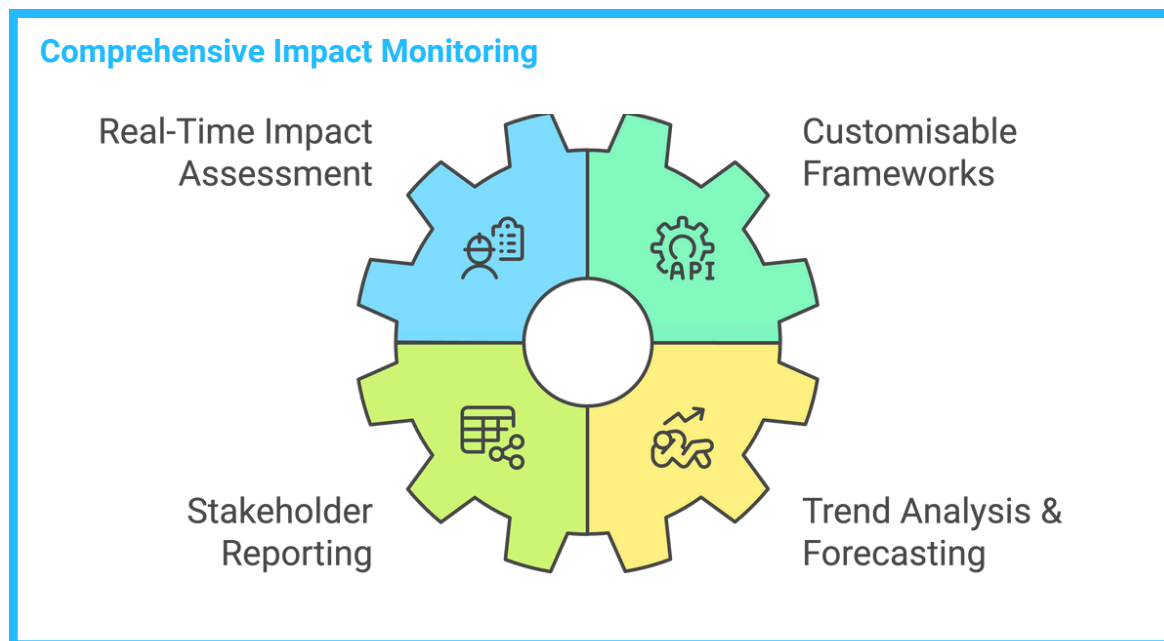 Comprehensive Impact Monitoring
Real-Time Impact
Assessment
Customisable
Frameworks
API
Stakeholder
Reporting
Trend Analysis &
Forecasting